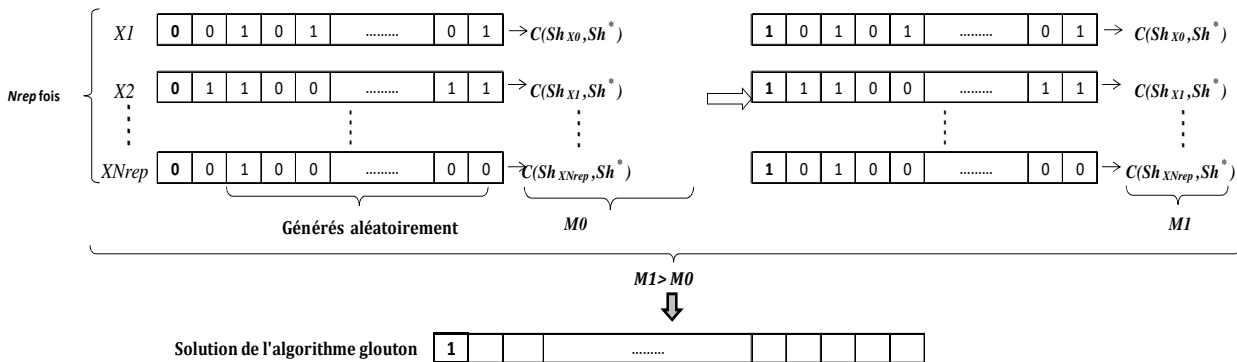 X1 0 0 1 0 1 ......... 0 1 C(Sh X0 ,Sh*) 1 0 1 0 1 ......... 0 1 C(Sh X0 ,Sh*)
Nrep fois X2 0 1 1 0 0 ......... 1 1 C(Sh X1 ,Sh*) 1 1 1 0 0 ......... 1 1 C(Sh X1 ,Sh*)
XNrep 0 0 1 0 0 ......... 0 0 C(Sh XNrep ,Sh*) 1 0 1 0 0 ......... 0 0 C(Sh XNrep ,Sh*)
Générés aléatoirement M0 M1
M1> M0
Solution de l'algorithme glouton 1 .........